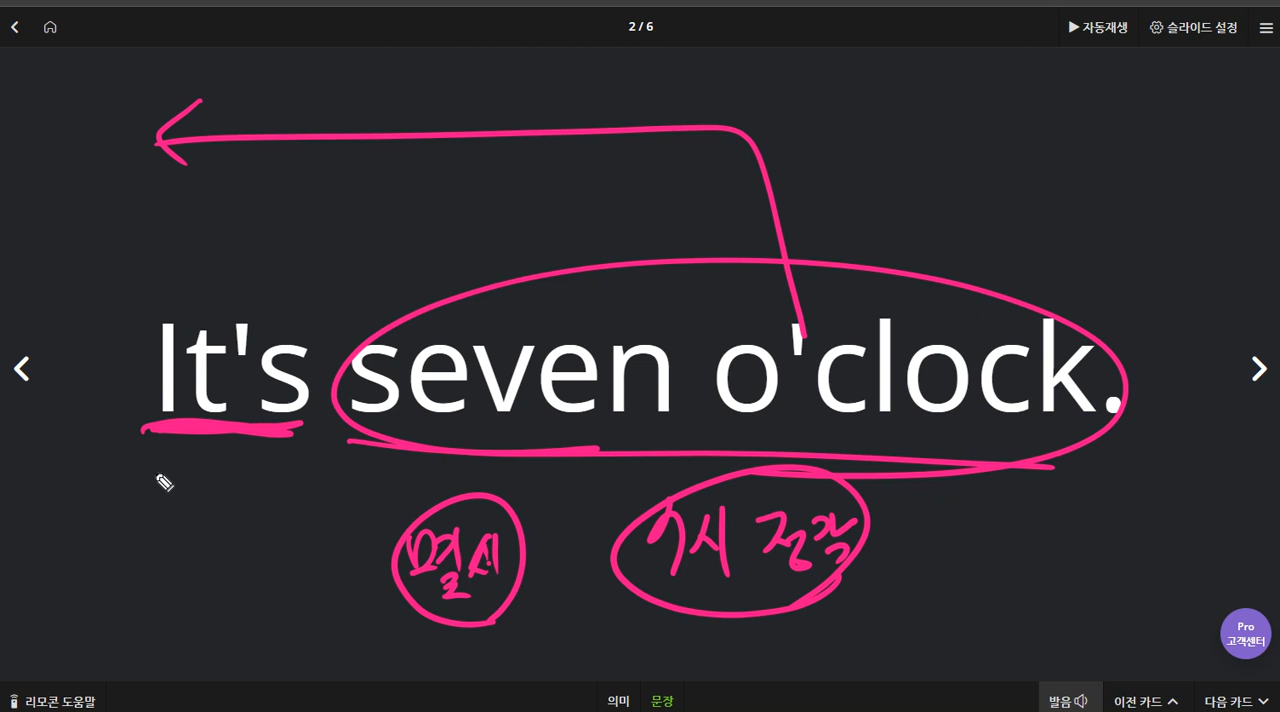 2 / 6
자동재생
슬라이드 설정
It's seven o'clock.
몇시
7시 정각
Pro
고객센터
리모콘 도움말
의미
문장
발음
이전 카드
다음 카드